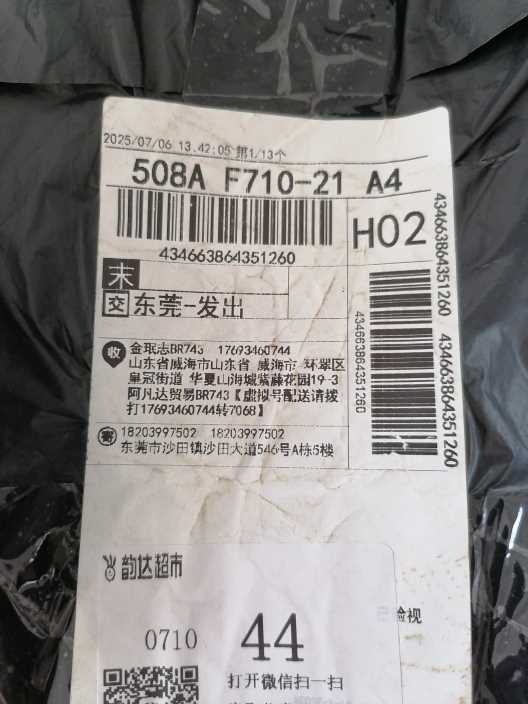 2025/07/06 13:42:05 第1/13个
508A F710-21 A4
434663864351260
H02
末
交 东莞-发出
收 金珉志BR743 17693460744
山东省威海市山东省 威海市 环翠区
皇冠街道 华夏山海城紫藤花园19-3
阿凡达贸易BR743【虚拟号配送请拨
打17693460744转7068】
寄 18203997502 18203997502
东莞市沙田镇沙田大道546号A栋5楼
434663864351260
434663864351260
434663864351260
韵达超市
验视
0710 44
打开微信扫一扫